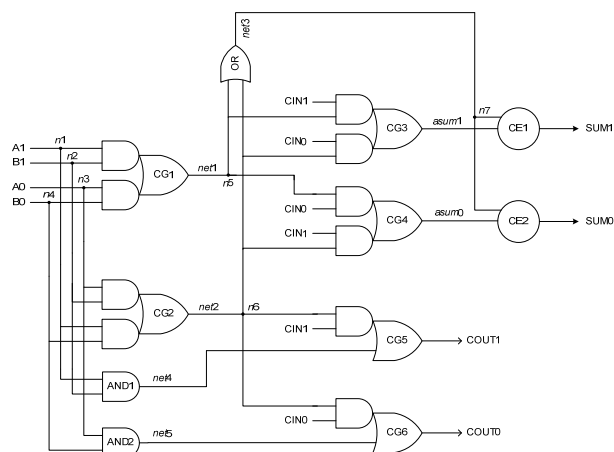 net3
OR
CIN1
CG3
asum1
n7
CE1
SUM1
CIN0
n1
A1
n2
B1
CG1
net1
n5
n3
A0
n4
B0
CIN0
CG4
asum0
CE2
SUM0
CIN1
CG2
net2
n6
CIN1
CG5
COUT1
net4
AND1
CIN0
CG6
COUT0
net5
AND2